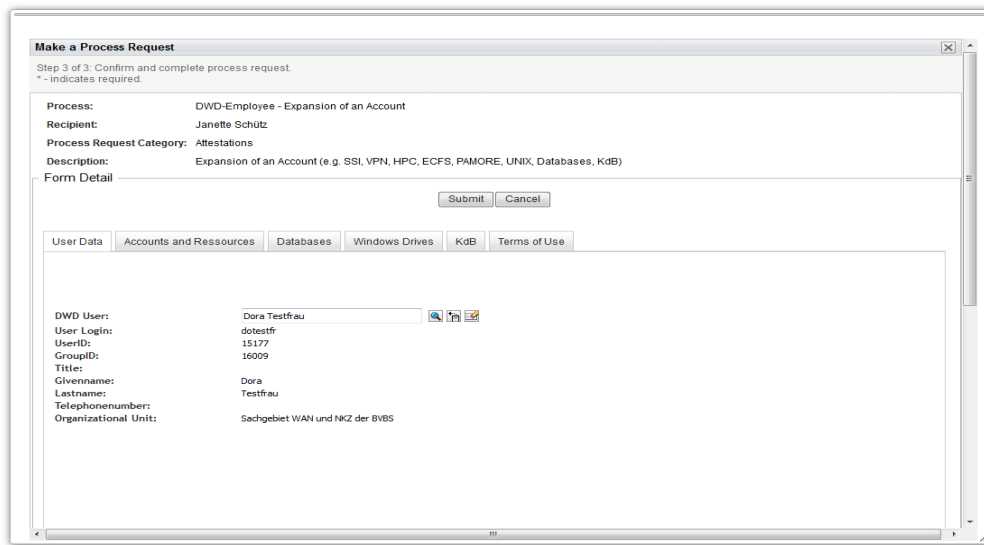 Make a Process Request
Step 3 of 3: Confirm and complete process request.
* - indicates required.
Process: DWD-Employee - Expansion of an Account
Recipient: Janette Schütz
Process Request Category: Attestations
Description: Expansion of an Account (e.g. SSI, VPN, HPC, ECFS, PAMORE, UNIX, Databases, KdB)
Form Detail
Submit Cancel
User Data Accounts and Ressources Databases Windows Drives KdB Terms of Use
DWD User: Dora Testfrau
User Login: dotestfr
UserID: 15177
GroupID: 16009
Title:
Givenname: Dora
Lastname: Testfrau
Telephonenumber:
Organizational Unit: Sachgebiet WAN und NKZ der BVBS